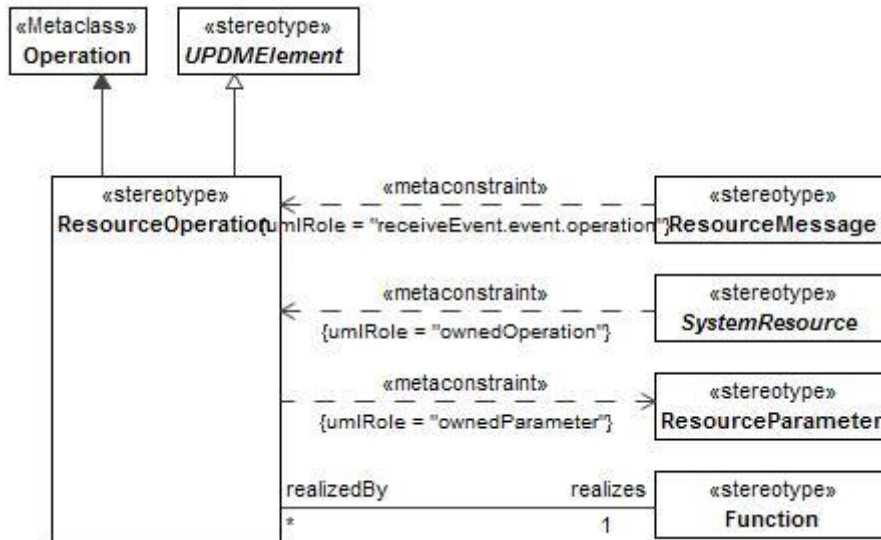 «Metaclass»
Operation
«stereotype»
UPDMElement
«stereotype»
ResourceOperation
«metaconstraint»
{umlRole = "receiveEvent.event.operation"}
«stereotype»
ResourceMessage
«metaconstraint»
{umlRole = "ownedOperation"}
«stereotype»
SystemResource
«metaconstraint»
{umlRole = "ownedParameter"}
«stereotype»
ResourceParameter
realizedBy
realizes
*
1
«stereotype»
Function